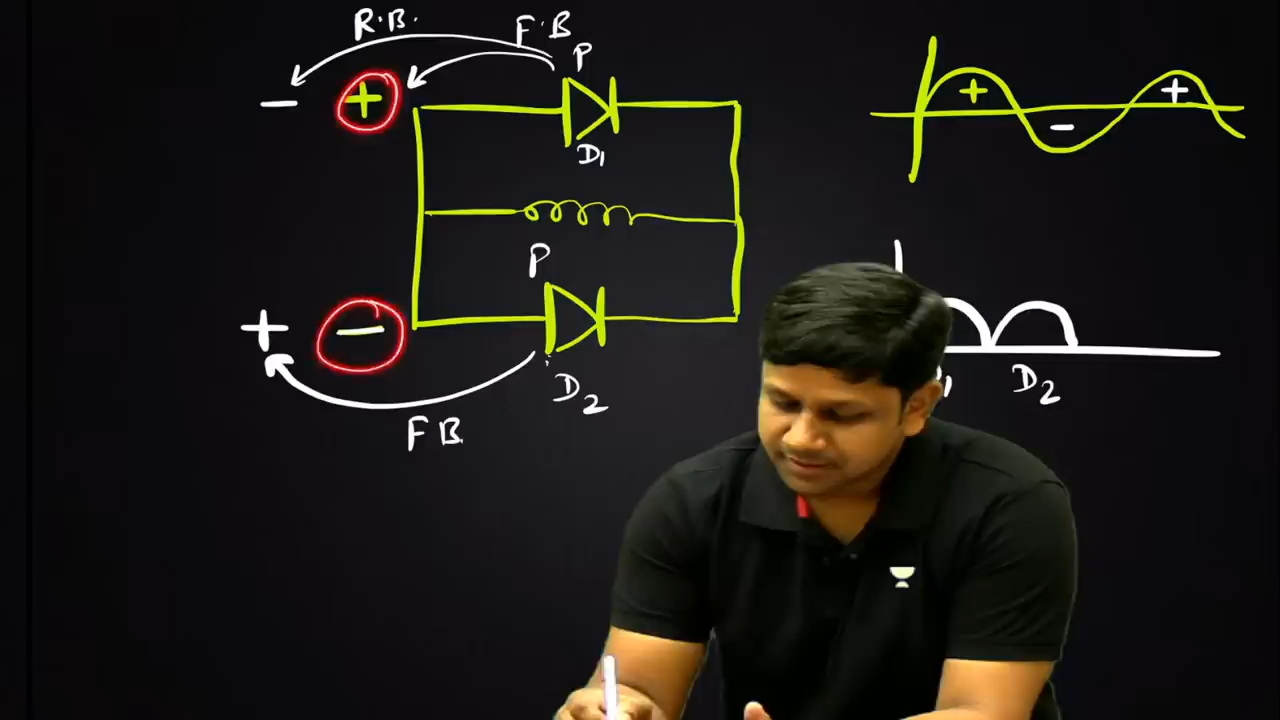 R.B.
F.B
P
- +
+ - +
D1
P
+ -
D2
D2
FB